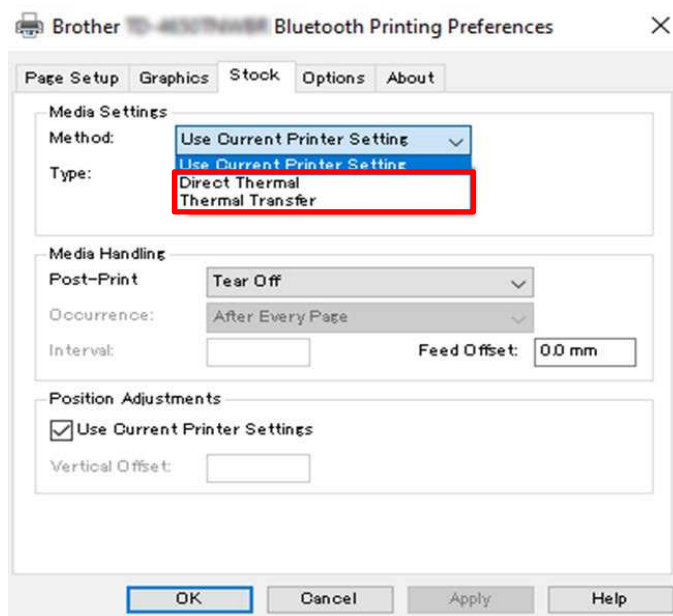 Brother Bluetooth Printing Preferences
Page Setup Graphics Stock Options About
Media Settings
Method: Use Current Printer Setting
Use Current Printer Setting
Type:
Direct Thermal
Thermal Transfer
Media Handling
Post-Print Tear Off
Occurrence: After Every Page
Interval: Feed Offset: 0.0 mm
Position Adjustments
Use Current Printer Settings
Vertical Offset:
OK Cancel Apply Help